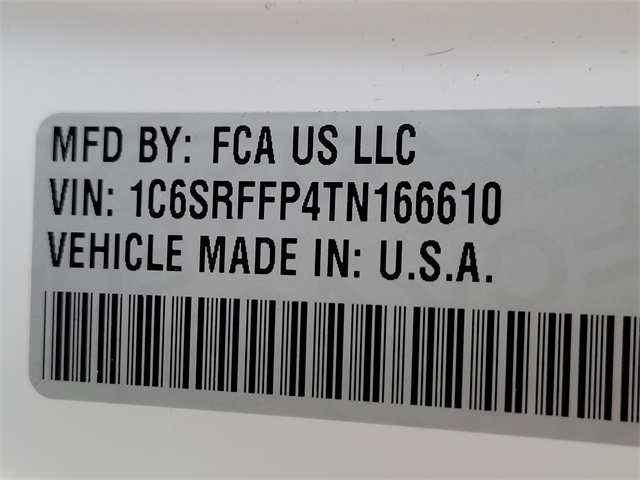 MFD BY: FCA US LLC
VIN: 1C6SRFFP4TN166610
VEHICLE MADE IN: U.S.A.